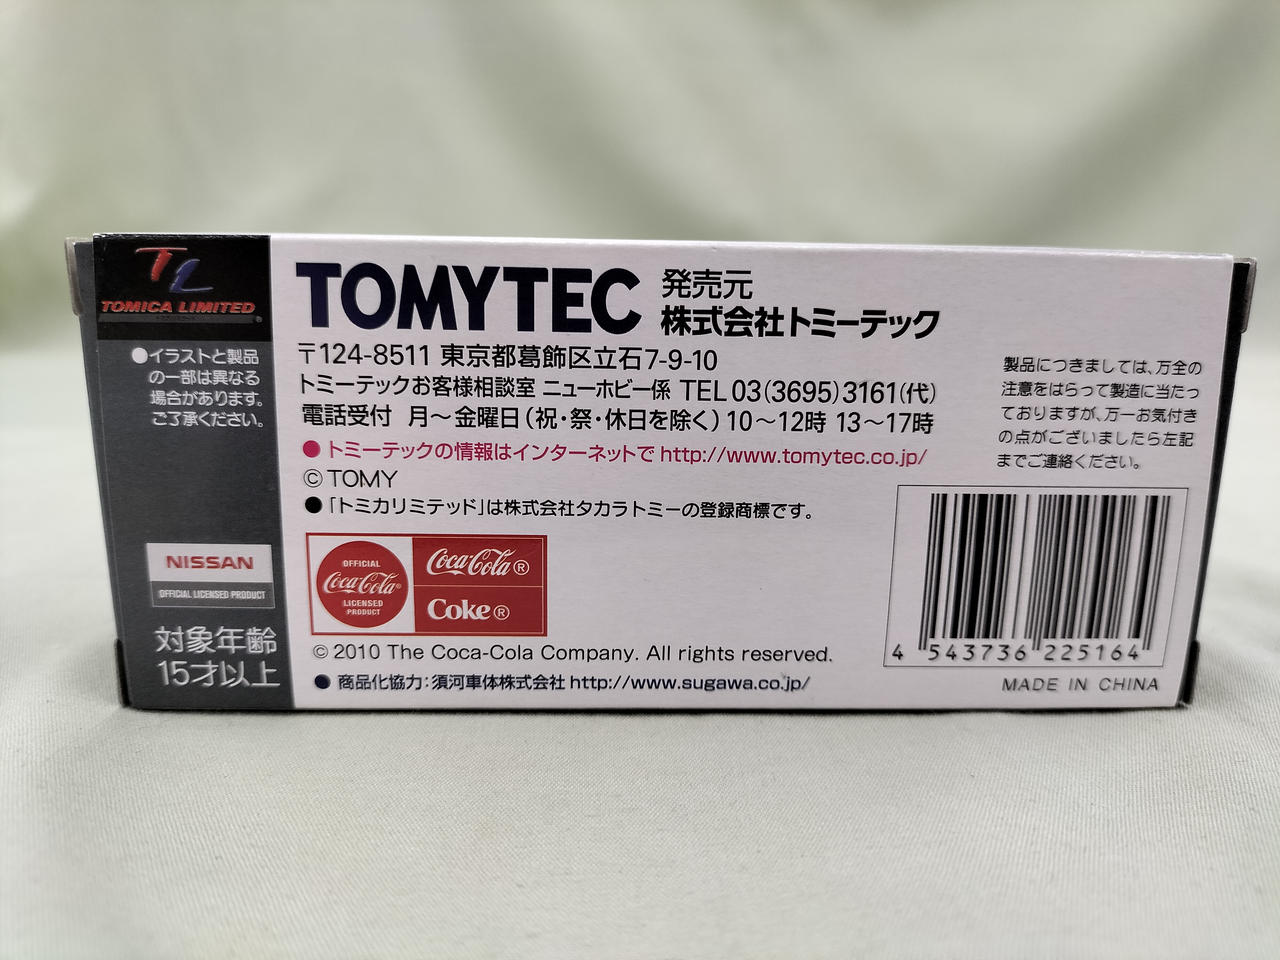 TL
TOMICA LIMITED
●イラストと製品
の一部は異なる
場合があります。
ご了承ください。
NISSAN
OFFICIAL LICENSED PRODUCT
対象年齢
15才以上
TOMYTEC
発売元
株式会社トミーテック
〒124-8511 東京都葛飾区立石7-9-10
トミーテックお客様相談室 ニューホビー係 TEL 03(3695)3161(代)
電話受付 月〜金曜日(祝・祭・休日を除く) 10〜12時 13〜17時
●トミーテックの情報はインターネットで http://www.tomytec.co.jp/
© TOMY
●「トミカリミテッド」は株式会社タカラトミーの登録商標です。
OFFICIAL
Coca-Cola®
LICENSED
PRODUCT
Coca-Cola®
Coke®
© 2010 The Coca-Cola Company. All rights reserved.
●商品化協力:須河車体株式会社 http://www.sugawa.co.jp/
製品につきましては、万全の
注意をはらって製造に当たっ
ておりますが、万一お気付き
の点がございましたら左記
までご連絡ください。
4 543736 225164
MADE IN CHINA